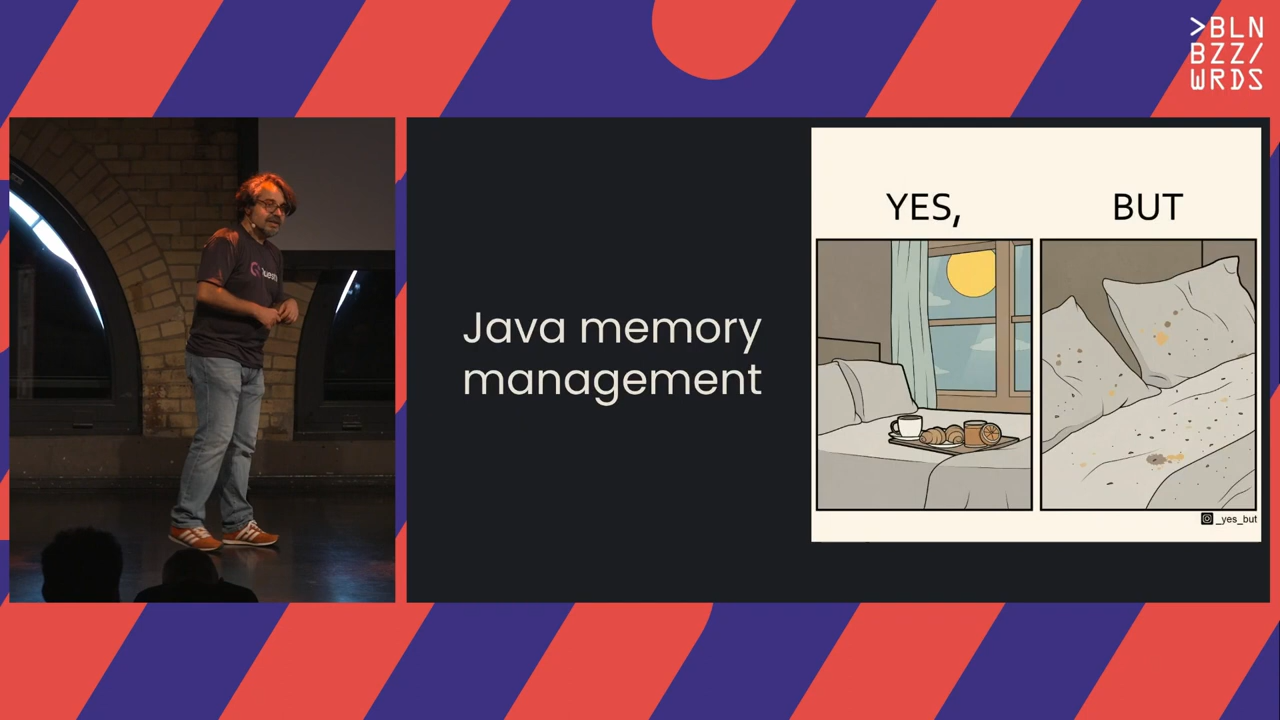 >BLN
BZZ/
WRDS
Java memory
management
YES,
BUT
_yes_but